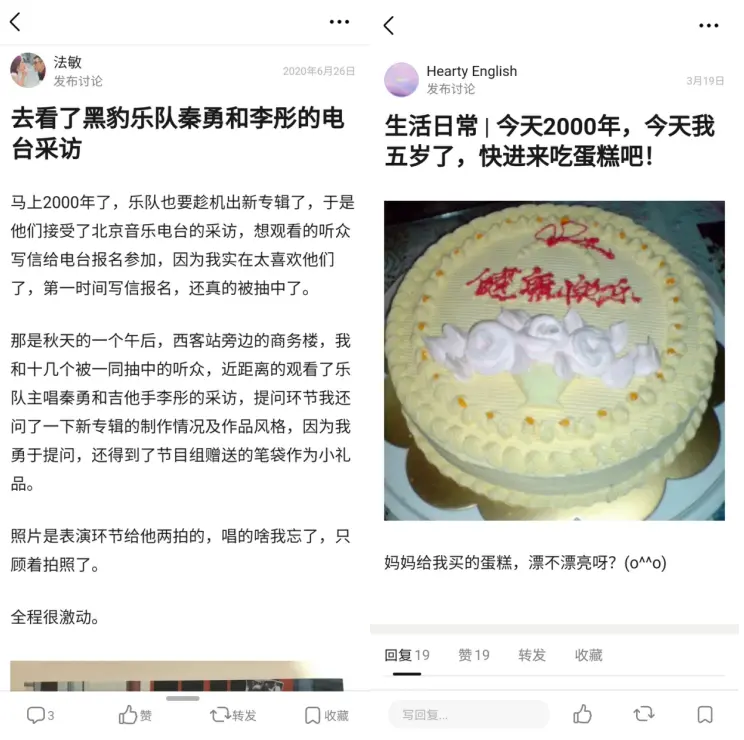 法敏
发布讨论
2020年6月26日
去看了黑豹乐队秦勇和李彤的电
台采访
马上2000年了，乐队也要趁机出新专辑了，于是
他们接受了北京音乐电台的采访，想观看的听众
写信给电台报名参加，因为我实在太喜欢他们
了，第一时间写信报名，还真的被抽中了。
那是秋天的一个午后，西客站旁边的商务楼，我
和十几个被一同抽中的听众，近距离的观看了乐
队主唱秦勇和吉他手李彤的采访，提问环节我还
问了一下新专辑的制作情况及作品风格，因为我
勇于提问，还得到了节目组赠送的笔袋作为小礼
品。
照片是表演环节给他两拍的，唱的啥我忘了，只
顾着拍照了。
全程很激动。
3
赞
转发
收藏
Hearty English
发布讨论
3月19日
生活日常 | 今天2000年，今天我
五岁了，快进来吃蛋糕吧！
健康快乐
妈妈给我买的蛋糕，漂不漂亮呀？(o^^o)
回复 19 赞 19 转发 收藏
写回复...